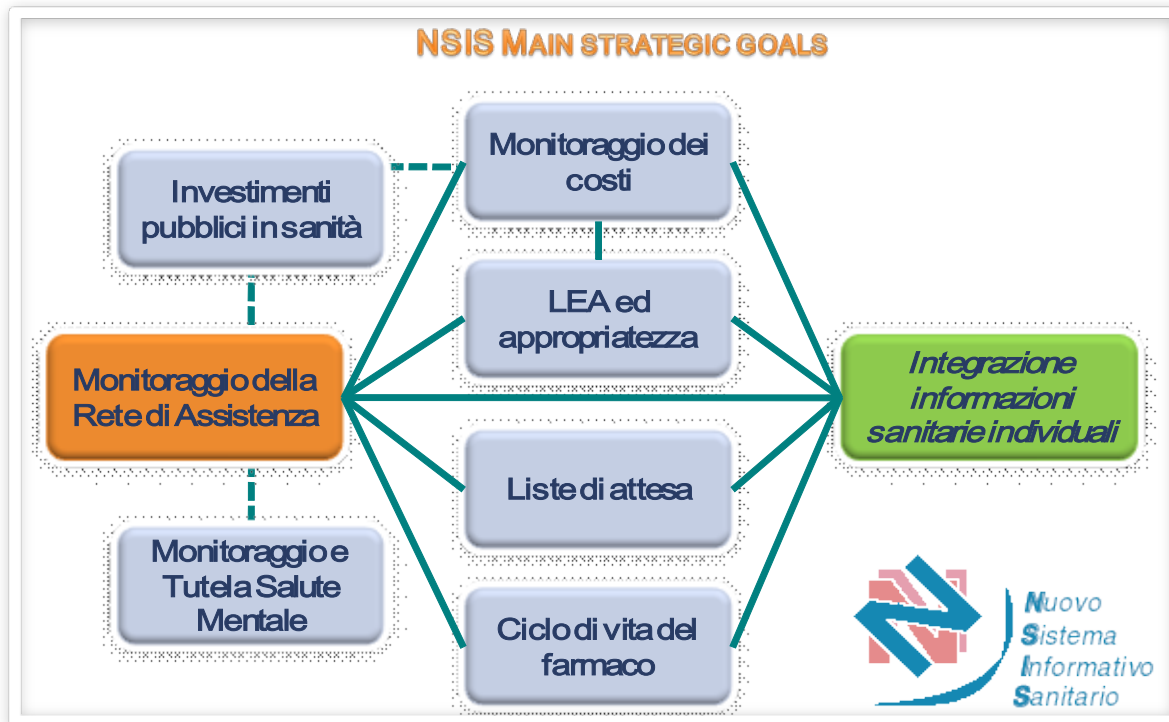 NSIS MAIN STRATEGIC GOALS
Monitoraggio dei
costi
Investimenti
pubblici in sanità
LEA ed
appropriatezza
Monitoraggio della
Rete di Assistenza
Integrazione
informazioni
sanitarie individuali
Liste di attesa
Monitoraggio e
Tutela Salute
Mentale
Ciclo di vita del
farmaco
Nuovo
Sistema
Informativo
Sanitario